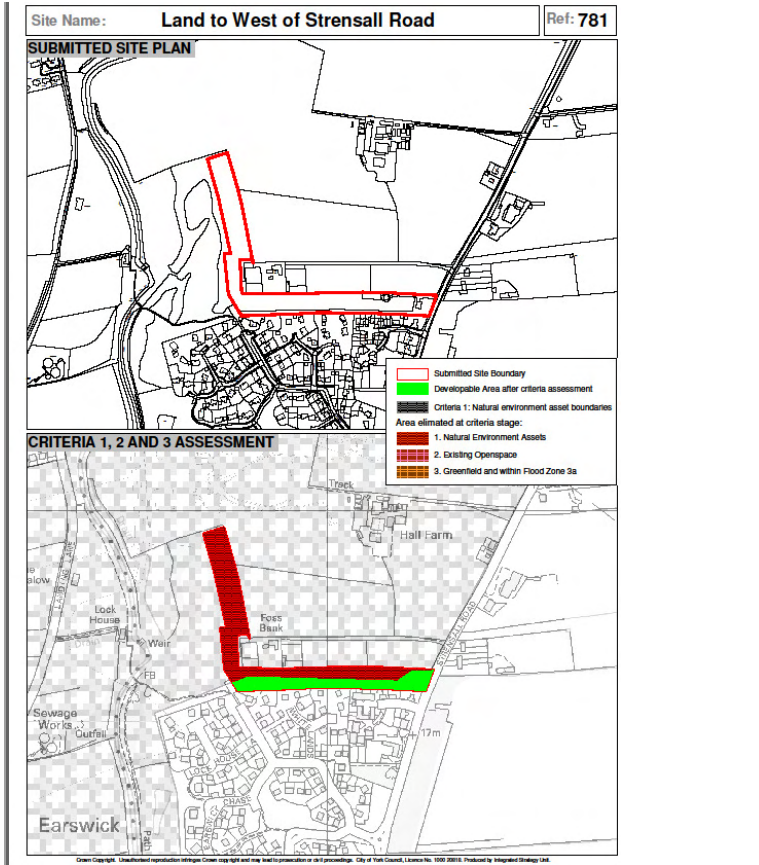 Site Name: Land to West of Strensall Road Ref: 781
SUBMITTED SITE PLAN
Submitted Site Boundary
Developable Area after criteria assessment
Criteria 1: Natural environment asset boundaries
Area elimated at criteria stage:
1. Natural Environment Assets
2. Existing Openspace
3. Greenfield and within Flood Zone 3a
CRITERIA 1, 2 AND 3 ASSESSMENT
Track
Hall Farm
LANDING LANE
Lock
House
Foss
Bank
Weir
FB
STRENSALL ROAD
Sewage
Works
Outfall
17m
CHASE
Earswick
Path
Crown Copyright. Unauthorised reproduction infringes Crown copyright and may lead to prosecution or civil proceedings. City of York Council, Licence No. 1000 20818. Produced by Integrated Strategy Unit.